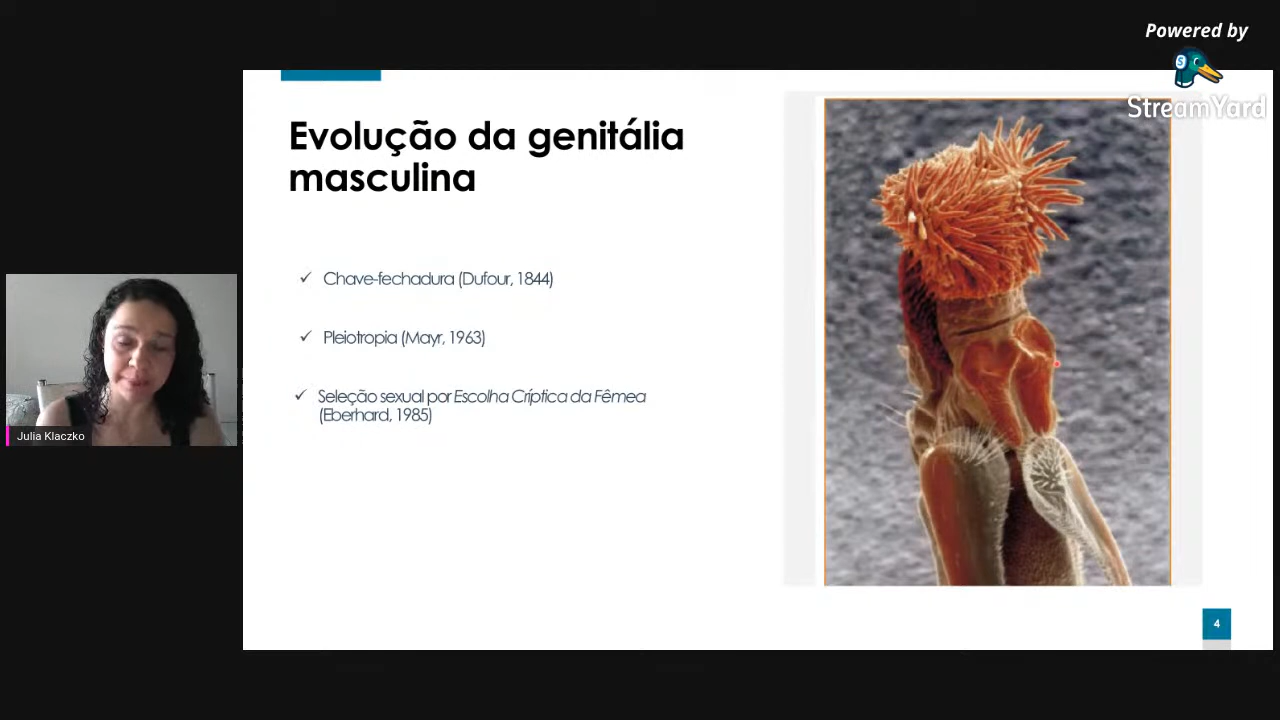 Powered by
StreamYard
Evolução da genitália
masculina
✓ Chave-fechadura (Dufour, 1844)
✓ Pleiotropia (Mayr, 1963)
✓ Seleção sexual por Escolha Críptica da Fêmea
(Eberhard, 1985)
Julia Klaczko
4